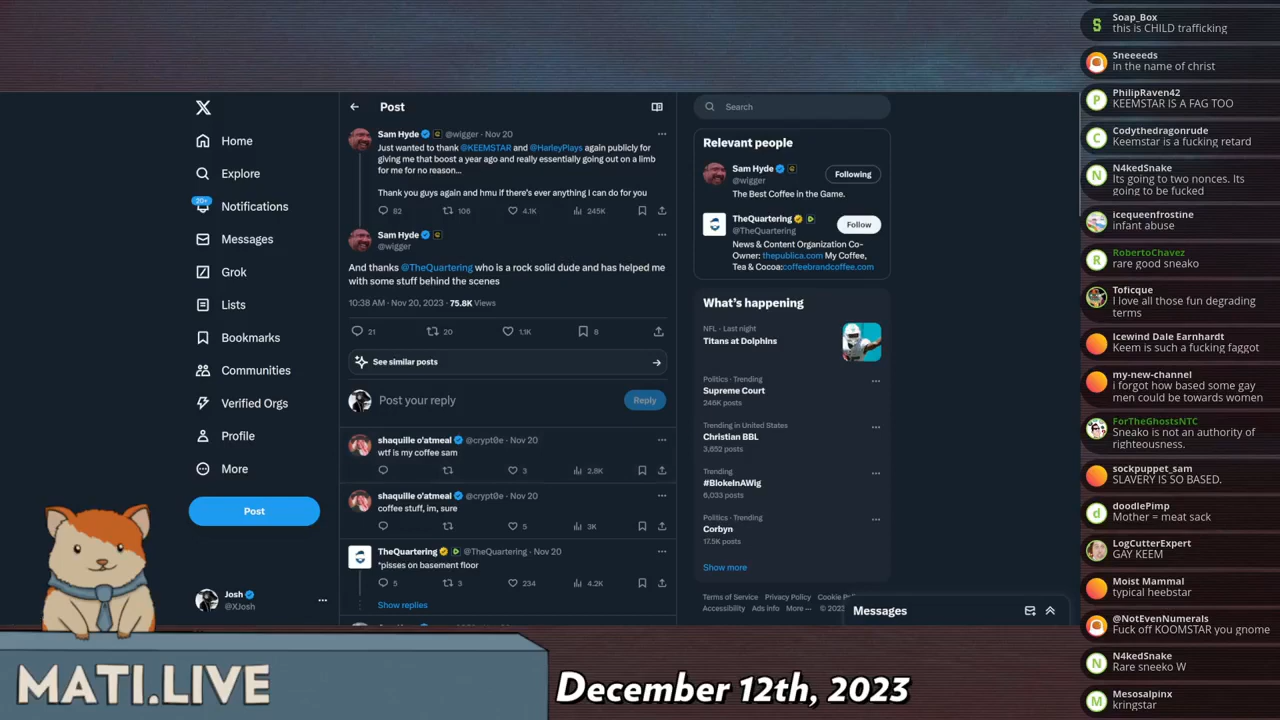 Home
Explore
20+
Notifications
Messages
Grok
Lists
Bookmarks
Communities
Verified Orgs
Profile
More
Post
Josh
@XJosh
Post
Sam Hyde @wigger · Nov 20
Just wanted to thank @KEEMSTAR and @HarleyPlays again publicly for
giving me that boost a year ago and really essentially going out on a limb
for me for no reason...
Thank you guys again and hmu if there's ever anything I can do for you
82 106 4.1K 245K
Sam Hyde
@wigger
And thanks @TheQuartering who is a rock solid dude and has helped me
with some stuff behind the scenes
10:38 AM · Nov 20, 2023 · 75.8K Views
21 20 1.1K 8
See similar posts
Post your reply
Reply
shaquille o'atmeal @crypt0e · Nov 20
wtf is my coffee sam
3 2.8K
shaquille o'atmeal @crypt0e · Nov 20
coffee stuff, im, sure
5 3K
TheQuartering @TheQuartering · Nov 20
*pisses on basement floor
5 3 234 4.2K
Show replies
Search
Relevant people
Sam Hyde
@wigger
Following
The Best Coffee in the Game.
TheQuartering
@TheQuartering
Follow
News & Content Organization Co-
Owner: thepublica.com My Coffee,
Tea & Cocoa:coffeebrandcoffee.com
What's happening
NFL · Last night
Titans at Dolphins
Politics · Trending
Supreme Court
246K posts
Trending in United States
Christian BBL
3,652 posts
Trending
#BlokeInAWig
6,033 posts
Politics · Trending
Corbyn
17.5K posts
Show more
Terms of Service Privacy Policy Cookie
Accessibility Ads info More ··· © 2023
Messages
Soap_Box
this is CHILD trafficking
Sneeeeds
in the name of christ
PhilipRaven42
KEEMSTAR IS A FAG TOO
Codythedragonrude
Keemstar is a fucking retard
N4kedSnake
Its going to two nonces. Its
going to be fucked
icequeenfrostine
infant abuse
RobertoChavez
rare good sneako
Toficque
I love all those fun degrading
terms
Icewind Dale Earnhardt
Keem is such a fucking faggot
my-new-channel
i forgot how based some gay
men could be towards women
ForTheGhostsNTC
Sneako is not an authority of
righteousness.
sockpuppet_sam
SLAVERY IS SO BASED.
doodlePimp
Mother = meat sack
LogCutterExpert
GAY KEEM
Moist Mammal
typical heebstar
@NotEvenNumerals
Fuck off KOOMSTAR you gnome
N4kedSnake
Rare sneeko W
Mesosalpinx
kringstar
MATI.LIVE
December 12th, 2023